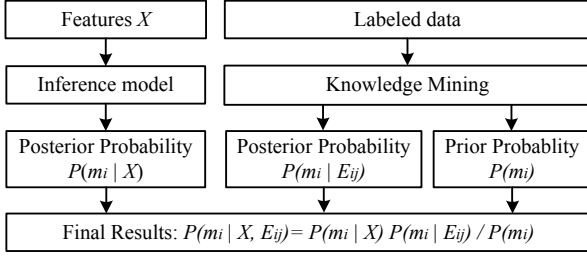 Features X
Labeled data
Inference model
Knowledge Mining
Posterior Probability
P(mi | X)
Posterior Probability
P(mi | Eij)
Prior Probablity
P(mi)
Final Results: P(mi | X, Eij)= P(mi | X) P(mi | Eij) / P(mi)